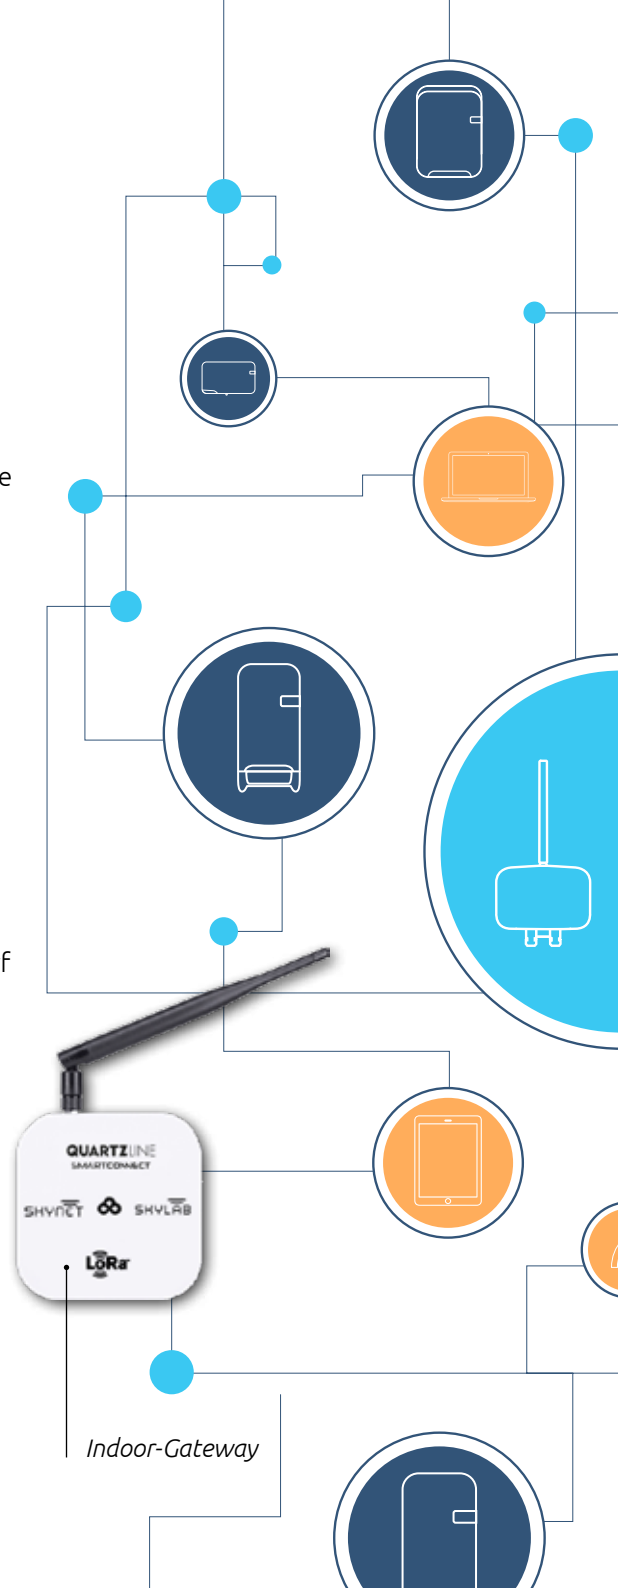 e
f
QUARTZLINE
SMARTCONNECT
SKYNET SKYLAB
LoRa
Indoor-Gateway